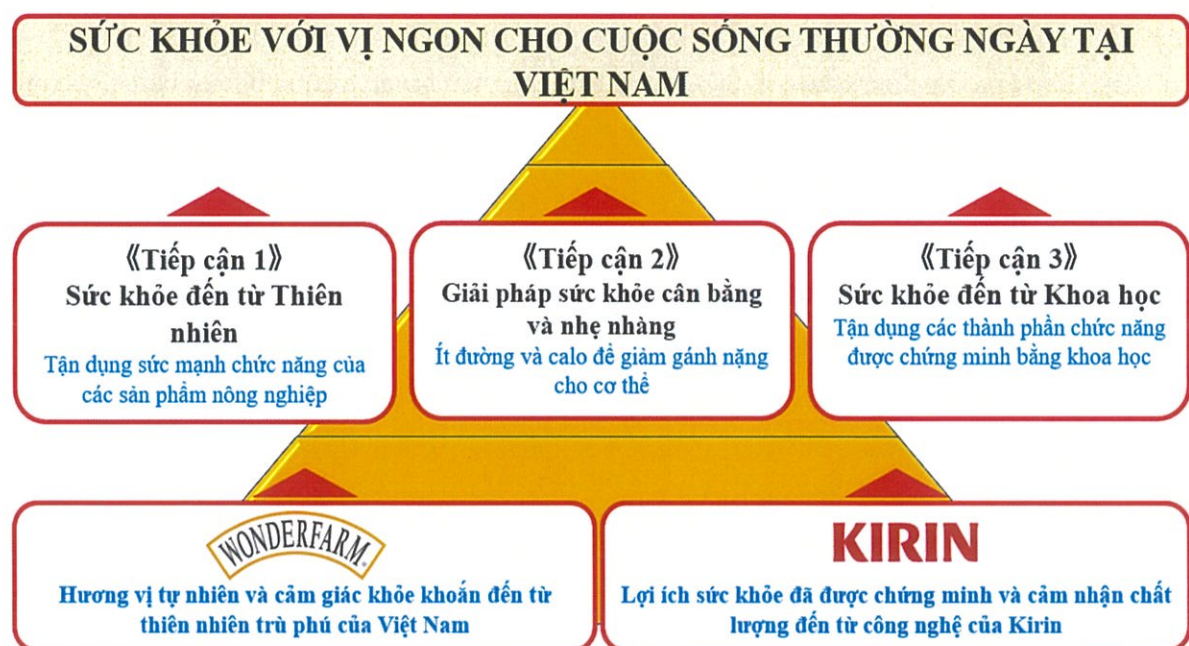 SỨC KHỎE VỚI VỊ NGON CHO CUỘC SỐNG THƯỜNG NGÀY TẠI
VIỆT NAM
《Tiếp cận 1》
Sức khỏe đến từ Thiên
nhiên
Tận dụng sức mạnh chức năng của
các sản phẩm nông nghiệp
《Tiếp cận 2》
Giải pháp sức khỏe cân bằng
và nhẹ nhàng
Ít đường và calo để giảm gánh nặng
cho cơ thể
《Tiếp cận 3》
Sức khỏe đến từ Khoa học
Tận dụng các thành phần chức năng
được chứng minh bằng khoa học
WONDERFARM®
Hương vị tự nhiên và cảm giác khỏe khoắn đến từ
thiên nhiên trù phú của Việt Nam
KIRIN
Lợi ích sức khỏe đã được chứng minh và cảm nhận chất
lượng đến từ công nghệ của Kirin